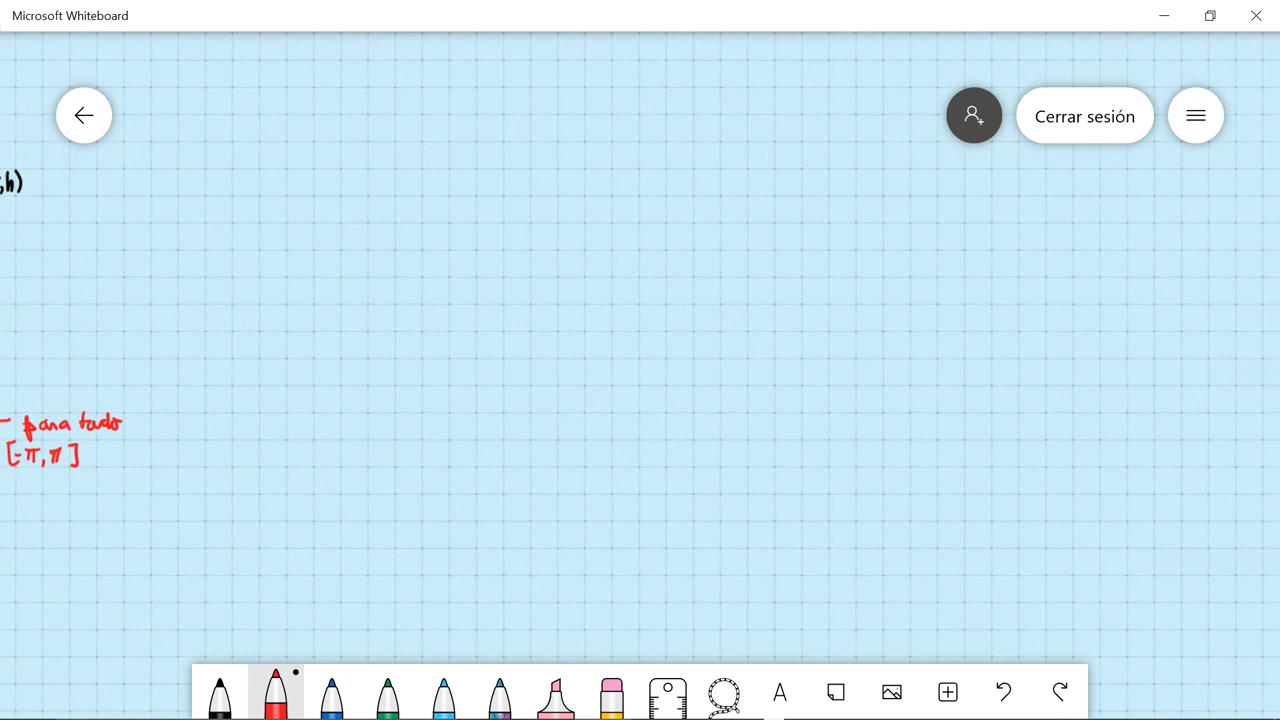 Microsoft Whiteboard
Cerrar sesión
,h)
- para todo
[-π, π]
A